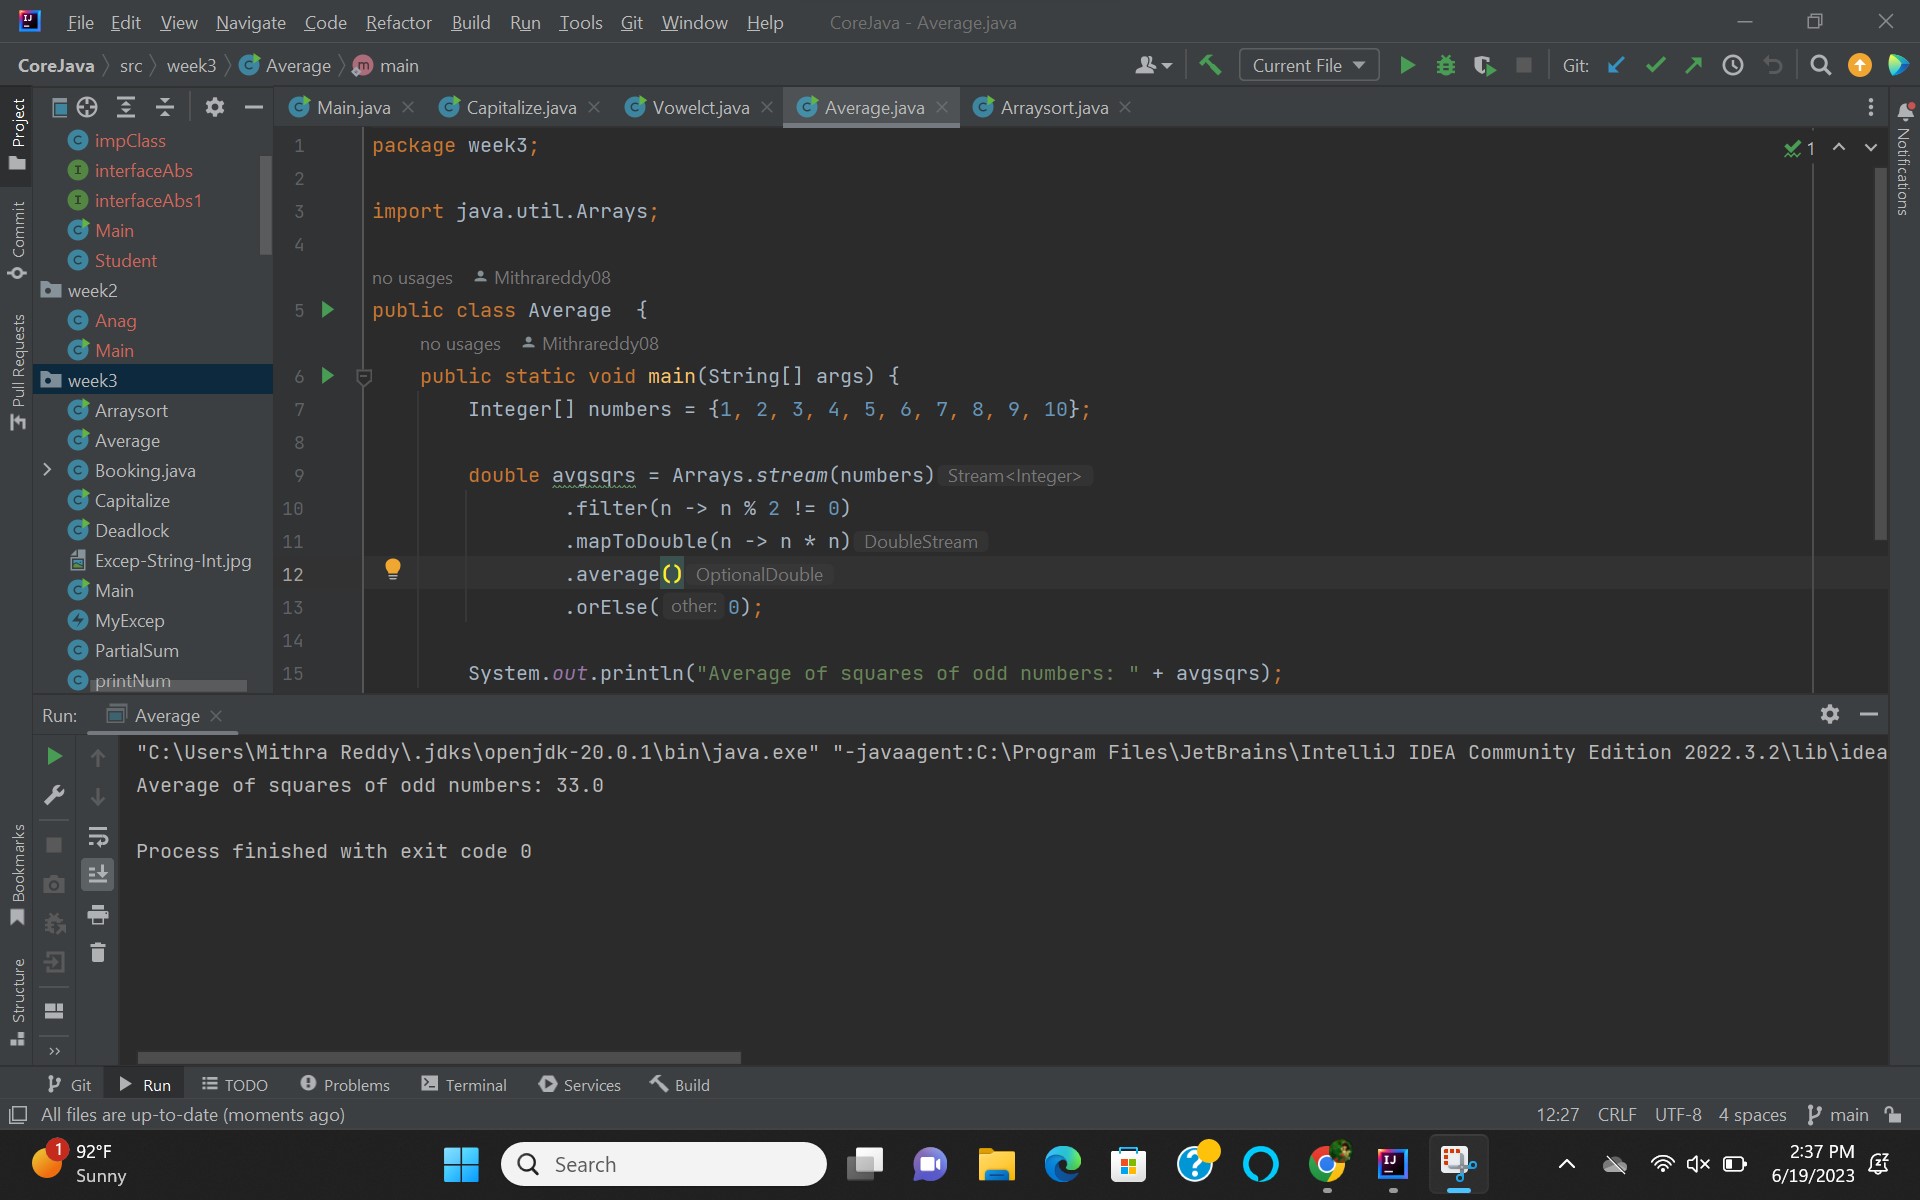 File Edit View Navigate Code Refactor Build Run Tools Git Window Help CoreJava - Average.java
CoreJava src week3 Average main Current File Git:
Project
Commit
Pull Requests
Bookmarks
Structure
Notifications
Main.java Capitalize.java Vowelct.java Average.java Arraysort.java
impClass
interfaceAbs
interfaceAbs1
Main
Student
week2
Anag
Main
week3
Arraysort
Average
Booking.java
Capitalize
Deadlock
Excep-String-Int.jpg
Main
MyExcep
PartialSum
printNum
1 package week3;
1
2
3 import java.util.Arrays;
4
no usages Mithrareddy08
5 public class Average {
no usages Mithrareddy08
6 public static void main(String[] args) {
7 Integer[] numbers = {1, 2, 3, 4, 5, 6, 7, 8, 9, 10};
8
9 double avgsqrs = Arrays.stream(numbers) Stream<Integer>
10 .filter(n -> n % 2 != 0)
11 .mapToDouble(n -> n * n) DoubleStream
12 .average() OptionalDouble
13 .orElse( other: 0);
14
15 System.out.println("Average of squares of odd numbers: " + avgsqrs);
Run: Average
"C:\Users\Mithra Reddy\.jdks\openjdk-20.0.1\bin\java.exe" "-javaagent:C:\Program Files\JetBrains\IntelliJ IDEA Community Edition 2022.3.2\lib\idea
Average of squares of odd numbers: 33.0
Process finished with exit code 0
Git Run TODO Problems Terminal Services Build
All files are up-to-date (moments ago) 12:27 CRLF UTF-8 4 spaces main
1 92°F
Sunny
Search
2:37 PM
6/19/2023